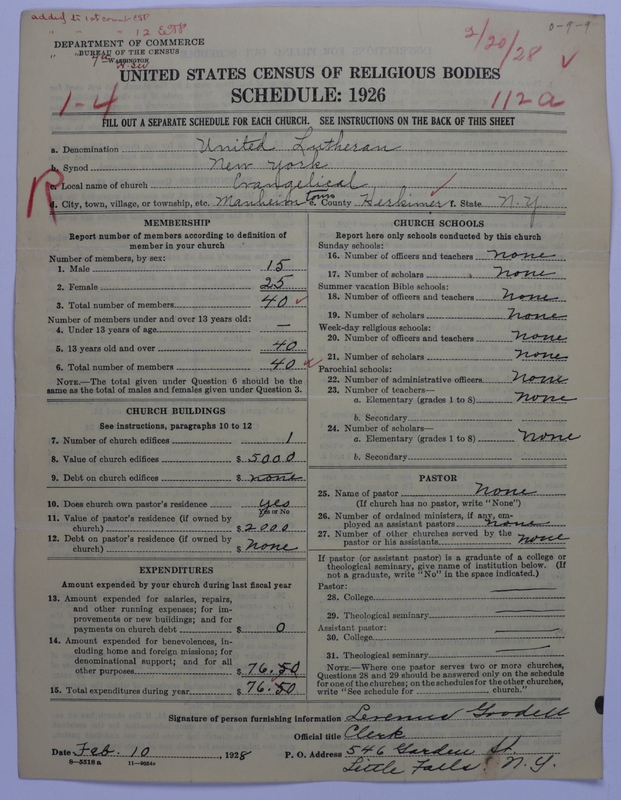 added to 1st count EST
0-9-9
" " " 12 EST
DEPARTMENT OF COMMERCE
BUREAU OF THE CENSUS
WASHINGTON
2/20/28 ✓
UNITED STATES CENSUS OF RELIGIOUS BODIES
SCHEDULE: 1926
1-4
112a
FILL OUT A SEPARATE SCHEDULE FOR EACH CHURCH. SEE INSTRUCTIONS ON THE BACK OF THIS SHEET
a. Denomination United Lutheran
b. Synod New York
R
c. Local name of church Evangelical
d. City, town, village, or township, etc. Manheim town e. County Herkimer ✓ f. State N.Y.
MEMBERSHIP
Report number of members according to definition of
member in your church
Number of members, by sex:
1. Male 15
2. Female 25
3. Total number of members 40 ✓
Number of members under and over 13 years old:
4. Under 13 years of age —
5. 13 years old and over 40
6. Total number of members 40 x
NOTE.—The total given under Question 6 should be
same as the total of males and females given under Question 3.
CHURCH BUILDINGS
See instructions, paragraphs 10 to 12
7. Number of church edifices 1
8. Value of church edifices $ 5000
9. Debt on church edifices $ none
10. Does church own pastor's residence yes
Yes or No
11. Value of pastor's residence (if owned by
church) $ 2000
12. Debt on pastor's residence (if owned by
church) $ None
EXPENDITURES
Amount expended by your church during last fiscal year
13. Amount expended for salaries, repairs,
and other running expenses; for im-
provements or new buildings; and for
payments on church debt $ 0
14. Amount expended for benevolences, in-
cluding home and foreign missions; for
denominational support; and for all
other purposes $ 76.50
15. Total expenditures during year $ 76.50
CHURCH SCHOOLS
Report here only schools conducted by this church
Sunday schools:
16. Number of officers and teachers none
17. Number of scholars None
Summer vacation Bible schools:
18. Number of officers and teachers None
19. Number of scholars None
Week-day religious schools:
20. Number of officers and teachers None
21. Number of scholars None
Parochial schools:
22. Number of administrative officers None
23. Number of teachers—
a. Elementary (grades 1 to 8) None
b. Secondary
24. Number of scholars—
a. Elementary (grades 1 to 8) None
b. Secondary
PASTOR
25. Name of pastor None
(If church has no pastor, write "None")
26. Number of ordained ministers, if any, em-
ployed as assistant pastors none
27. Number of other churches served by the
pastor or his assistants none
If pastor (or assistant pastor) is a graduate of a college or
theological seminary, give name of institution below. (If
not a graduate, write "No" in the space indicated.)
Pastor:
28. College —
29. Theological seminary —
Assistant pastor:
30. College —
31. Theological seminary —
NOTE.—Where one pastor serves two or more churches,
Questions 28 and 29 should be answered only on the schedule
for one of the churches; on the schedules for the other churches,
write "See schedule for church."
Signature of person furnishing information Goodell
Official title Clerk
Date Feb. 10, 1928 P. O. Address 546 Garden St.
8—5518 a 11—9054 Little Falls. N.Y.